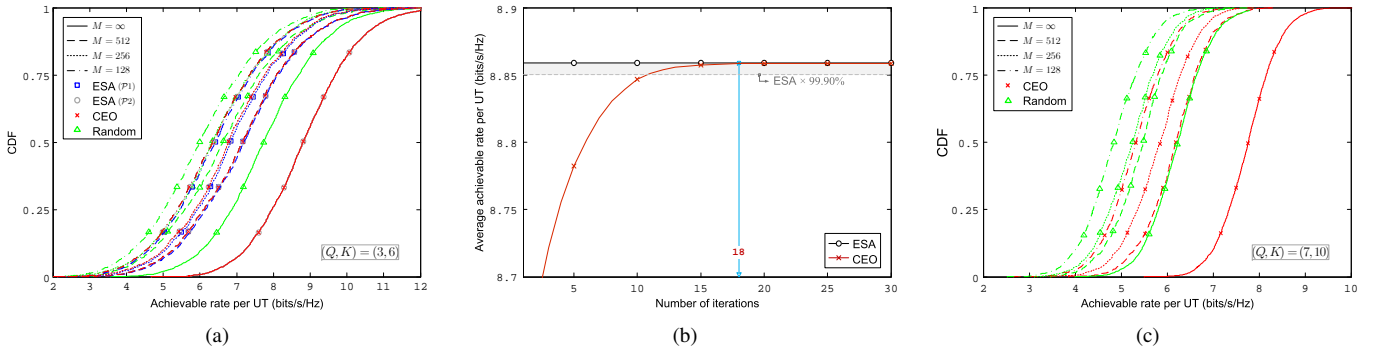 1
0.75
0.5
0.25
0
CDF
M = ∞
M = 512
M = 256
M = 128
ESA (P1)
ESA (P2)
CEO
Random
(Q, K) = (3, 6)
2 3 4 5 6 7 8 9 10 11 12
Achievable rate per UT (bits/s/Hz)
(a)
8.9
8.85
8.8
8.75
8.7
Average achievable rate per UT (bits/s/Hz)
ESA × 99.90%
18
ESA
CEO
5 10 15 20 25 30
Number of iterations
(b)
1
0.75
0.5
0.25
0
CDF
M = ∞
M = 512
M = 256
M = 128
CEO
Random
(Q, K) = (7, 10)
2 3 4 5 6 7 8 9 10
Achievable rate per UT (bits/s/Hz)
(c)